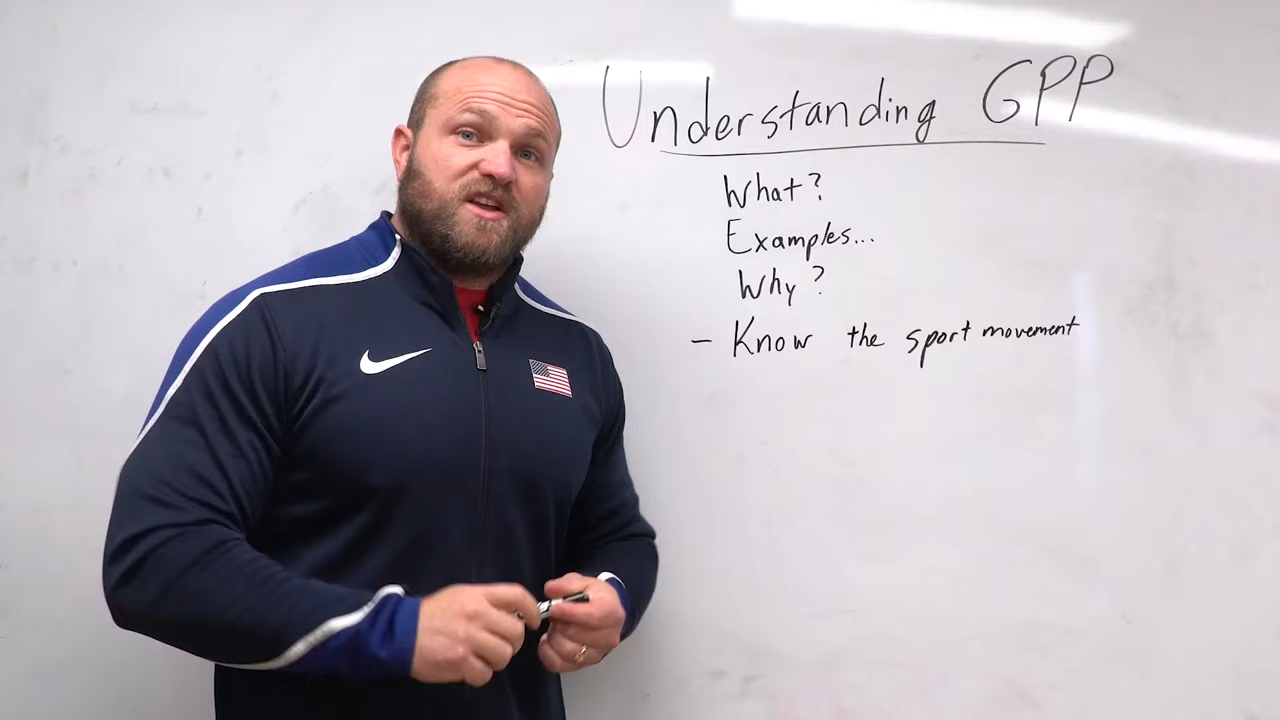 Understanding GPP
What?
Examples...
Why?
- Know the sport movement